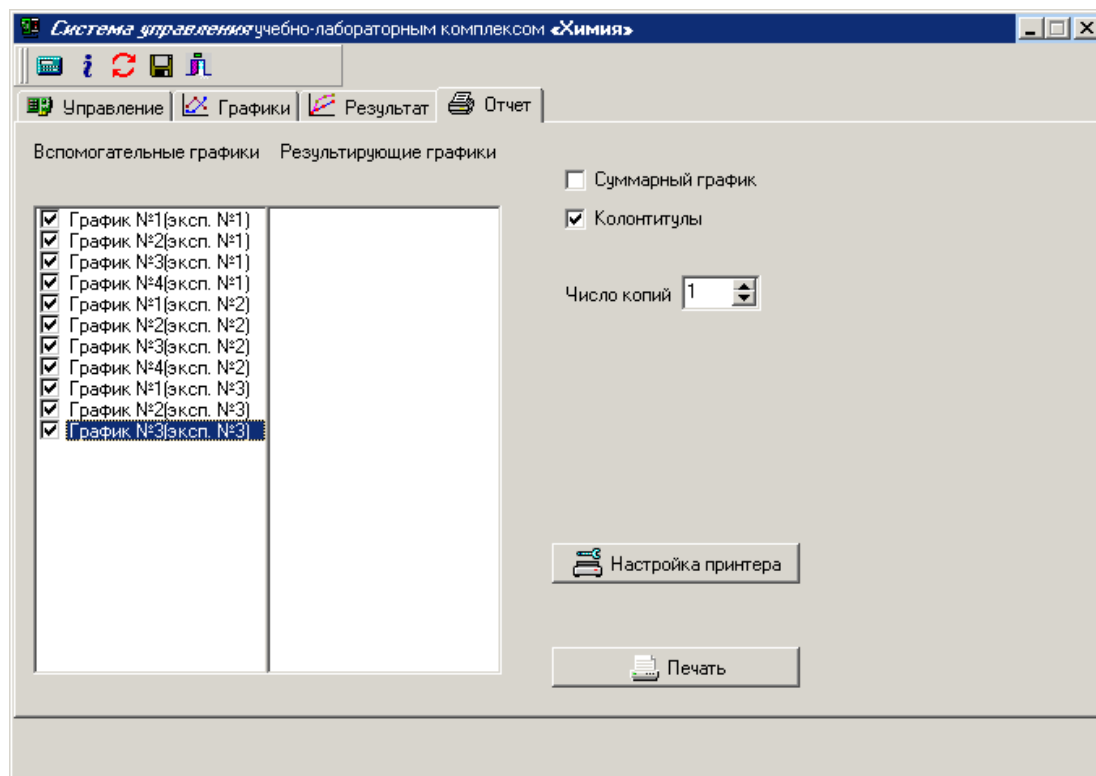 Система управления учебно-лабораторным комплексом «Химия»
Управление Графики Результат Отчет
Вспомогательные графики Результирующие графики
Суммарный график
Колонтитулы
Число копий 1
График №1(эксп. №1)
График №2(эксп. №1)
График №3(эксп. №1)
График №4(эксп. №1)
График №1(эксп. №2)
График №2(эксп. №2)
График №3(эксп. №2)
График №4(эксп. №2)
График №1(эксп. №3)
График №2(эксп. №3)
График №3(эксп. №3)
Настройка принтера
Печать